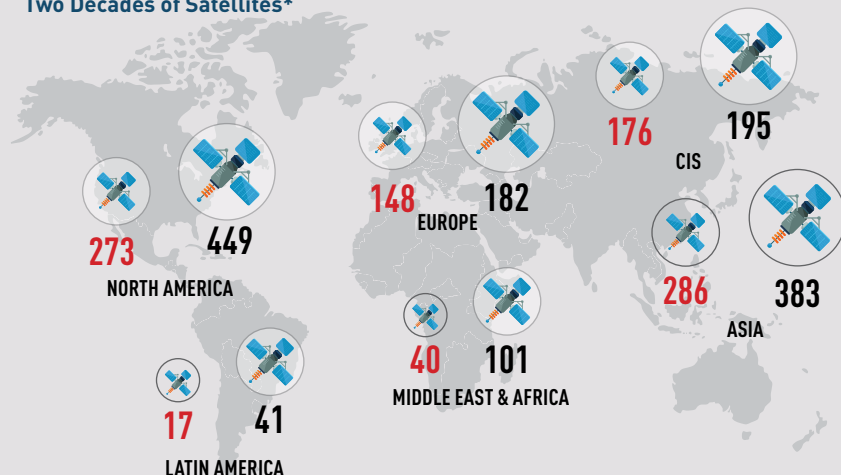 Two Decades of Satellites*
176
195
CIS
148
182
EUROPE
273
449
NORTH AMERICA
286
383
ASIA
40
101
MIDDLE EAST & AFRICA
17
41
LATIN AMERICA